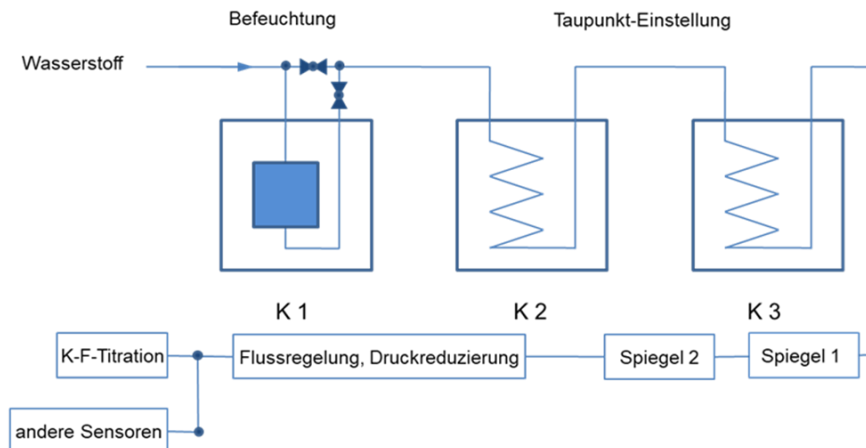 Befeuchtung
Taupunkt-Einstellung
Wasserstoff
K 1
K 2
K 3
K-F-Titration
Flussregelung, Druckreduzierung
Spiegel 2
Spiegel 1
andere Sensoren